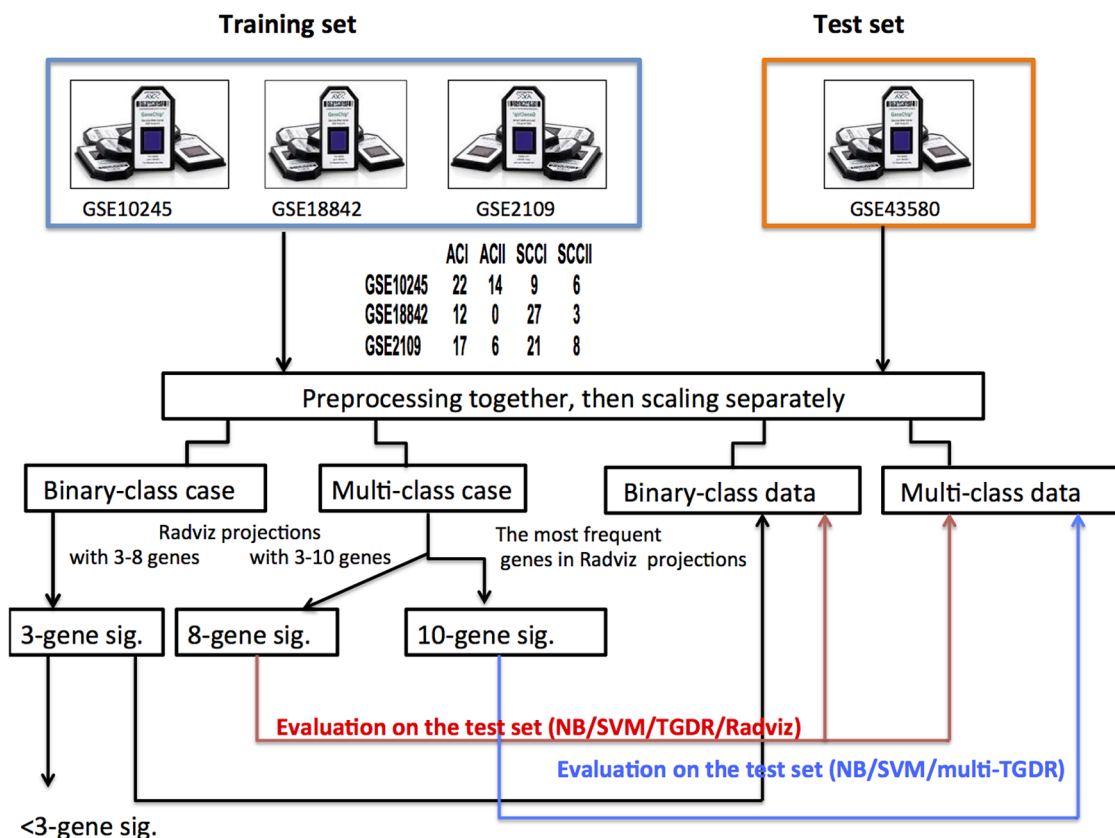 Training set
Test set
GeneChip
GeneChip
GeneChip
GSE10245
GSE18842
GSE2109
GSE43580
ACI ACII SCCI SCCII
GSE10245 22 14 9 6
GSE18842 12 0 27 3
GSE2109 17 6 21 8
Preprocessing together, then scaling separately
Binary-class case
Multi-class case
Binary-class data
Multi-class data
Radviz projections
with 3-8 genes
with 3-10 genes
The most frequent
genes in Radviz projections
3-gene sig.
8-gene sig.
10-gene sig.
Evaluation on the test set (NB/SVM/TGDR/Radviz)
Evaluation on the test set (NB/SVM/multi-TGDR)
<3-gene sig.